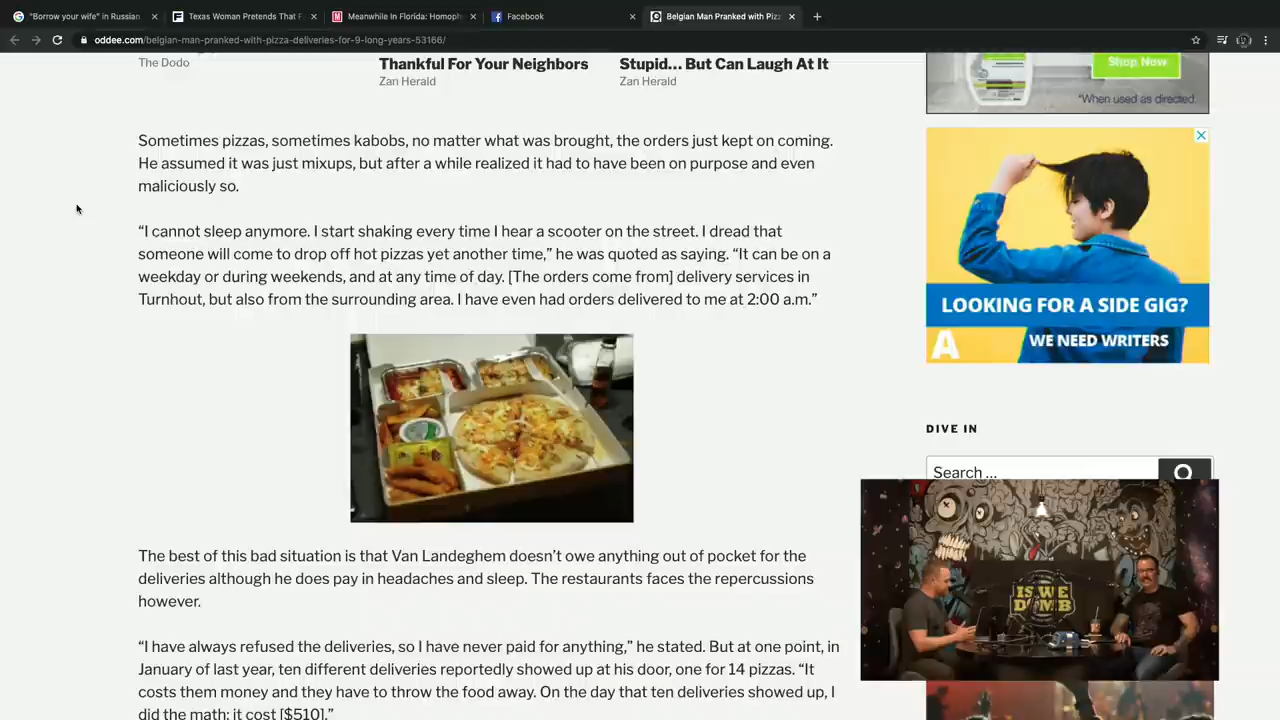 "Borrow your wife" in Russian
Texas Woman Pretends That F
Meanwhile In Florida: Homoph
Facebook
Belgian Man Pranked with Pizz
oddee.com/belgian-man-pranked-with-pizza-deliveries-for-9-long-years-53166/
The Dodo
Thankful For Your Neighbors
Zan Herald
Stupid... But Can Laugh At It
Zan Herald
Shop Now
*When used as directed.
Sometimes pizzas, sometimes kabobs, no matter what was brought, the orders just kept on coming.
He assumed it was just mixups, but after a while realized it had to have been on purpose and even
maliciously so.
“I cannot sleep anymore. I start shaking every time I hear a scooter on the street. I dread that
someone will come to drop off hot pizzas yet another time,” he was quoted as saying. “It can be on a
weekday or during weekends, and at any time of day. [The orders come from] delivery services in
Turnhout, but also from the surrounding area. I have even had orders delivered to me at 2:00 a.m.”
LOOKING FOR A SIDE GIG?
A
WE NEED WRITERS
DIVE IN
Search …
IS WE
DUMB
The best of this bad situation is that Van Landeghem doesn’t owe anything out of pocket for the
deliveries although he does pay in headaches and sleep. The restaurants faces the repercussions
however.
“I have always refused the deliveries, so I have never paid for anything,” he stated. But at one point, in
January of last year, ten different deliveries reportedly showed up at his door, one for 14 pizzas. “It
costs them money and they have to throw the food away. On the day that ten deliveries showed up, I
did the math: it cost [$510].”